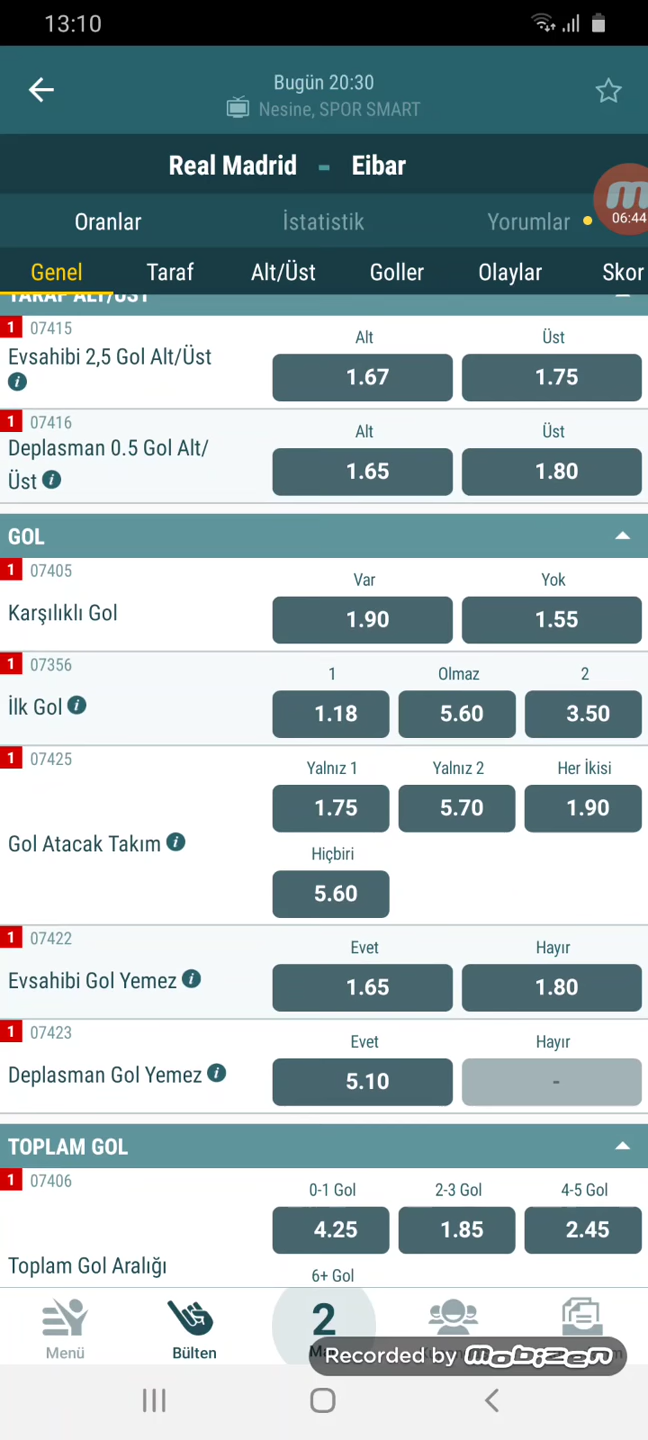 13:10
Bugün 20:30
Nesine, SPOR SMART
Real Madrid - Eibar
06:44
Oranlar İstatistik Yorumlar
Genel Taraf Alt/Üst Goller Olaylar Skor
TARAF ALT/ÜST
1 07415
Alt Üst
Evsahibi 2,5 Gol Alt/Üst
1.67 1.75
1 07416
Alt Üst
Deplasman 0.5 Gol Alt/
Üst
1.65 1.80
GOL
1 07405
Var Yok
Karşılıklı Gol
1.90 1.55
1 07356
1 Olmaz 2
İlk Gol
1.18 5.60 3.50
1 07425
Yalnız 1 Yalnız 2 Her İkisi
1.75 5.70 1.90
Gol Atacak Takım
Hiçbiri
5.60
1 07422
Evet Hayır
Evsahibi Gol Yemez
1.65 1.80
1 07423
Evet Hayır
Deplasman Gol Yemez
5.10 -
TOPLAM GOL
1 07406
0-1 Gol 2-3 Gol 4-5 Gol
4.25 1.85 2.45
Toplam Gol Aralığı
6+ Gol
2
Menü Bülten
Recorded by mobizen